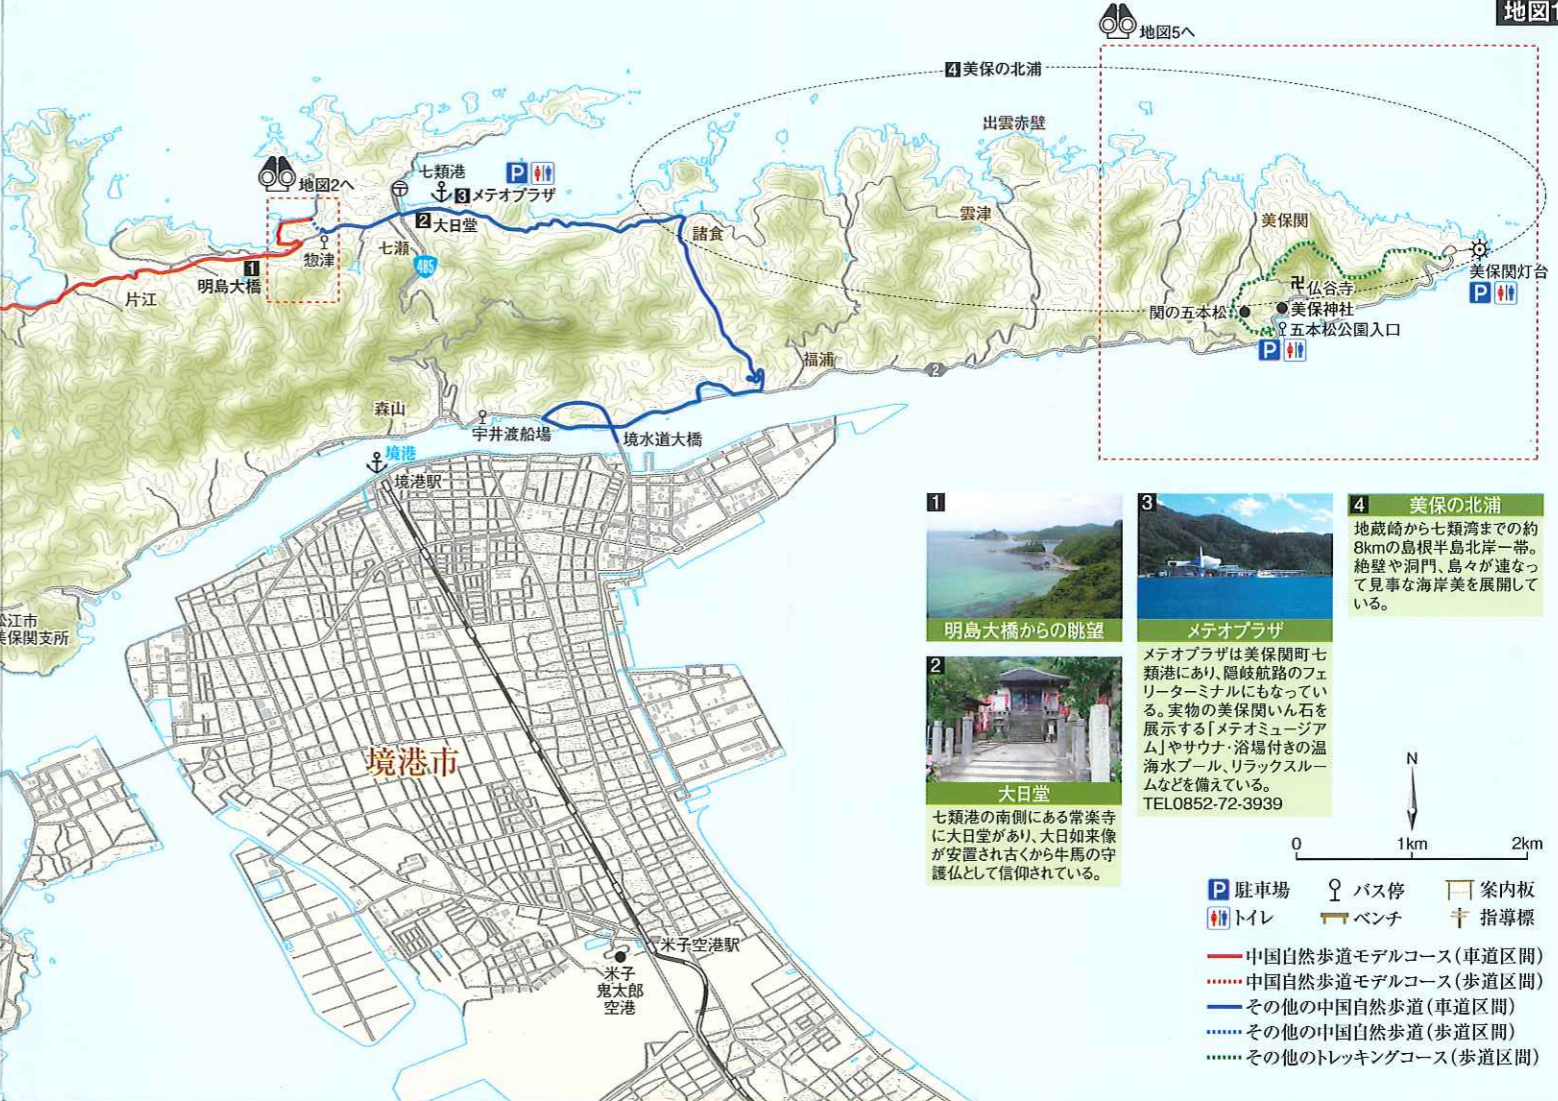 地図1
地図5へ
4 美保の北浦
出雲赤壁
七類港
地図2へ
3 メテオプラザ
2 大日堂
諸食
雲津
美保関
惣津
七瀬
485
1
明島大橋
片江
美保関灯台
仏谷寺
美保神社
関の五本松
五本松公園入口
福浦
2
森山
宇井渡船場
境水道大橋
境港
境港駅
松江市
美保関支所
境港市
米子空港駅
米子
鬼太郎
空港
1
明島大橋からの眺望
2
大日堂
七類港の南側にある常楽寺
に大日堂があり、大日如来像
が安置され古くから牛馬の守
護仏として信仰されている。
3
メテオプラザ
メテオプラザは美保関町七
類港にあり、隠岐航路のフェ
リーターミナルにもなってい
る。実物の美保関いん石を
展示する「メテオミュージア
ム」やサウナ・浴場付きの温
海水プール、リラックスルー
ムなどを備えている。
TEL0852-72-3939
4 美保の北浦
地蔵崎から七類湾までの約
8kmの島根半島北岸一帯。
絶壁や洞門、島々が連なっ
て見事な海岸美を展開して
いる。
N
0 1km 2km
P 駐車場 バス停 案内板
トイレ ベンチ 指導標
中国自然歩道モデルコース(車道区間)
中国自然歩道モデルコース(歩道区間)
その他の中国自然歩道(車道区間)
その他の中国自然歩道(歩道区間)
その他のトレッキングコース(歩道区間)